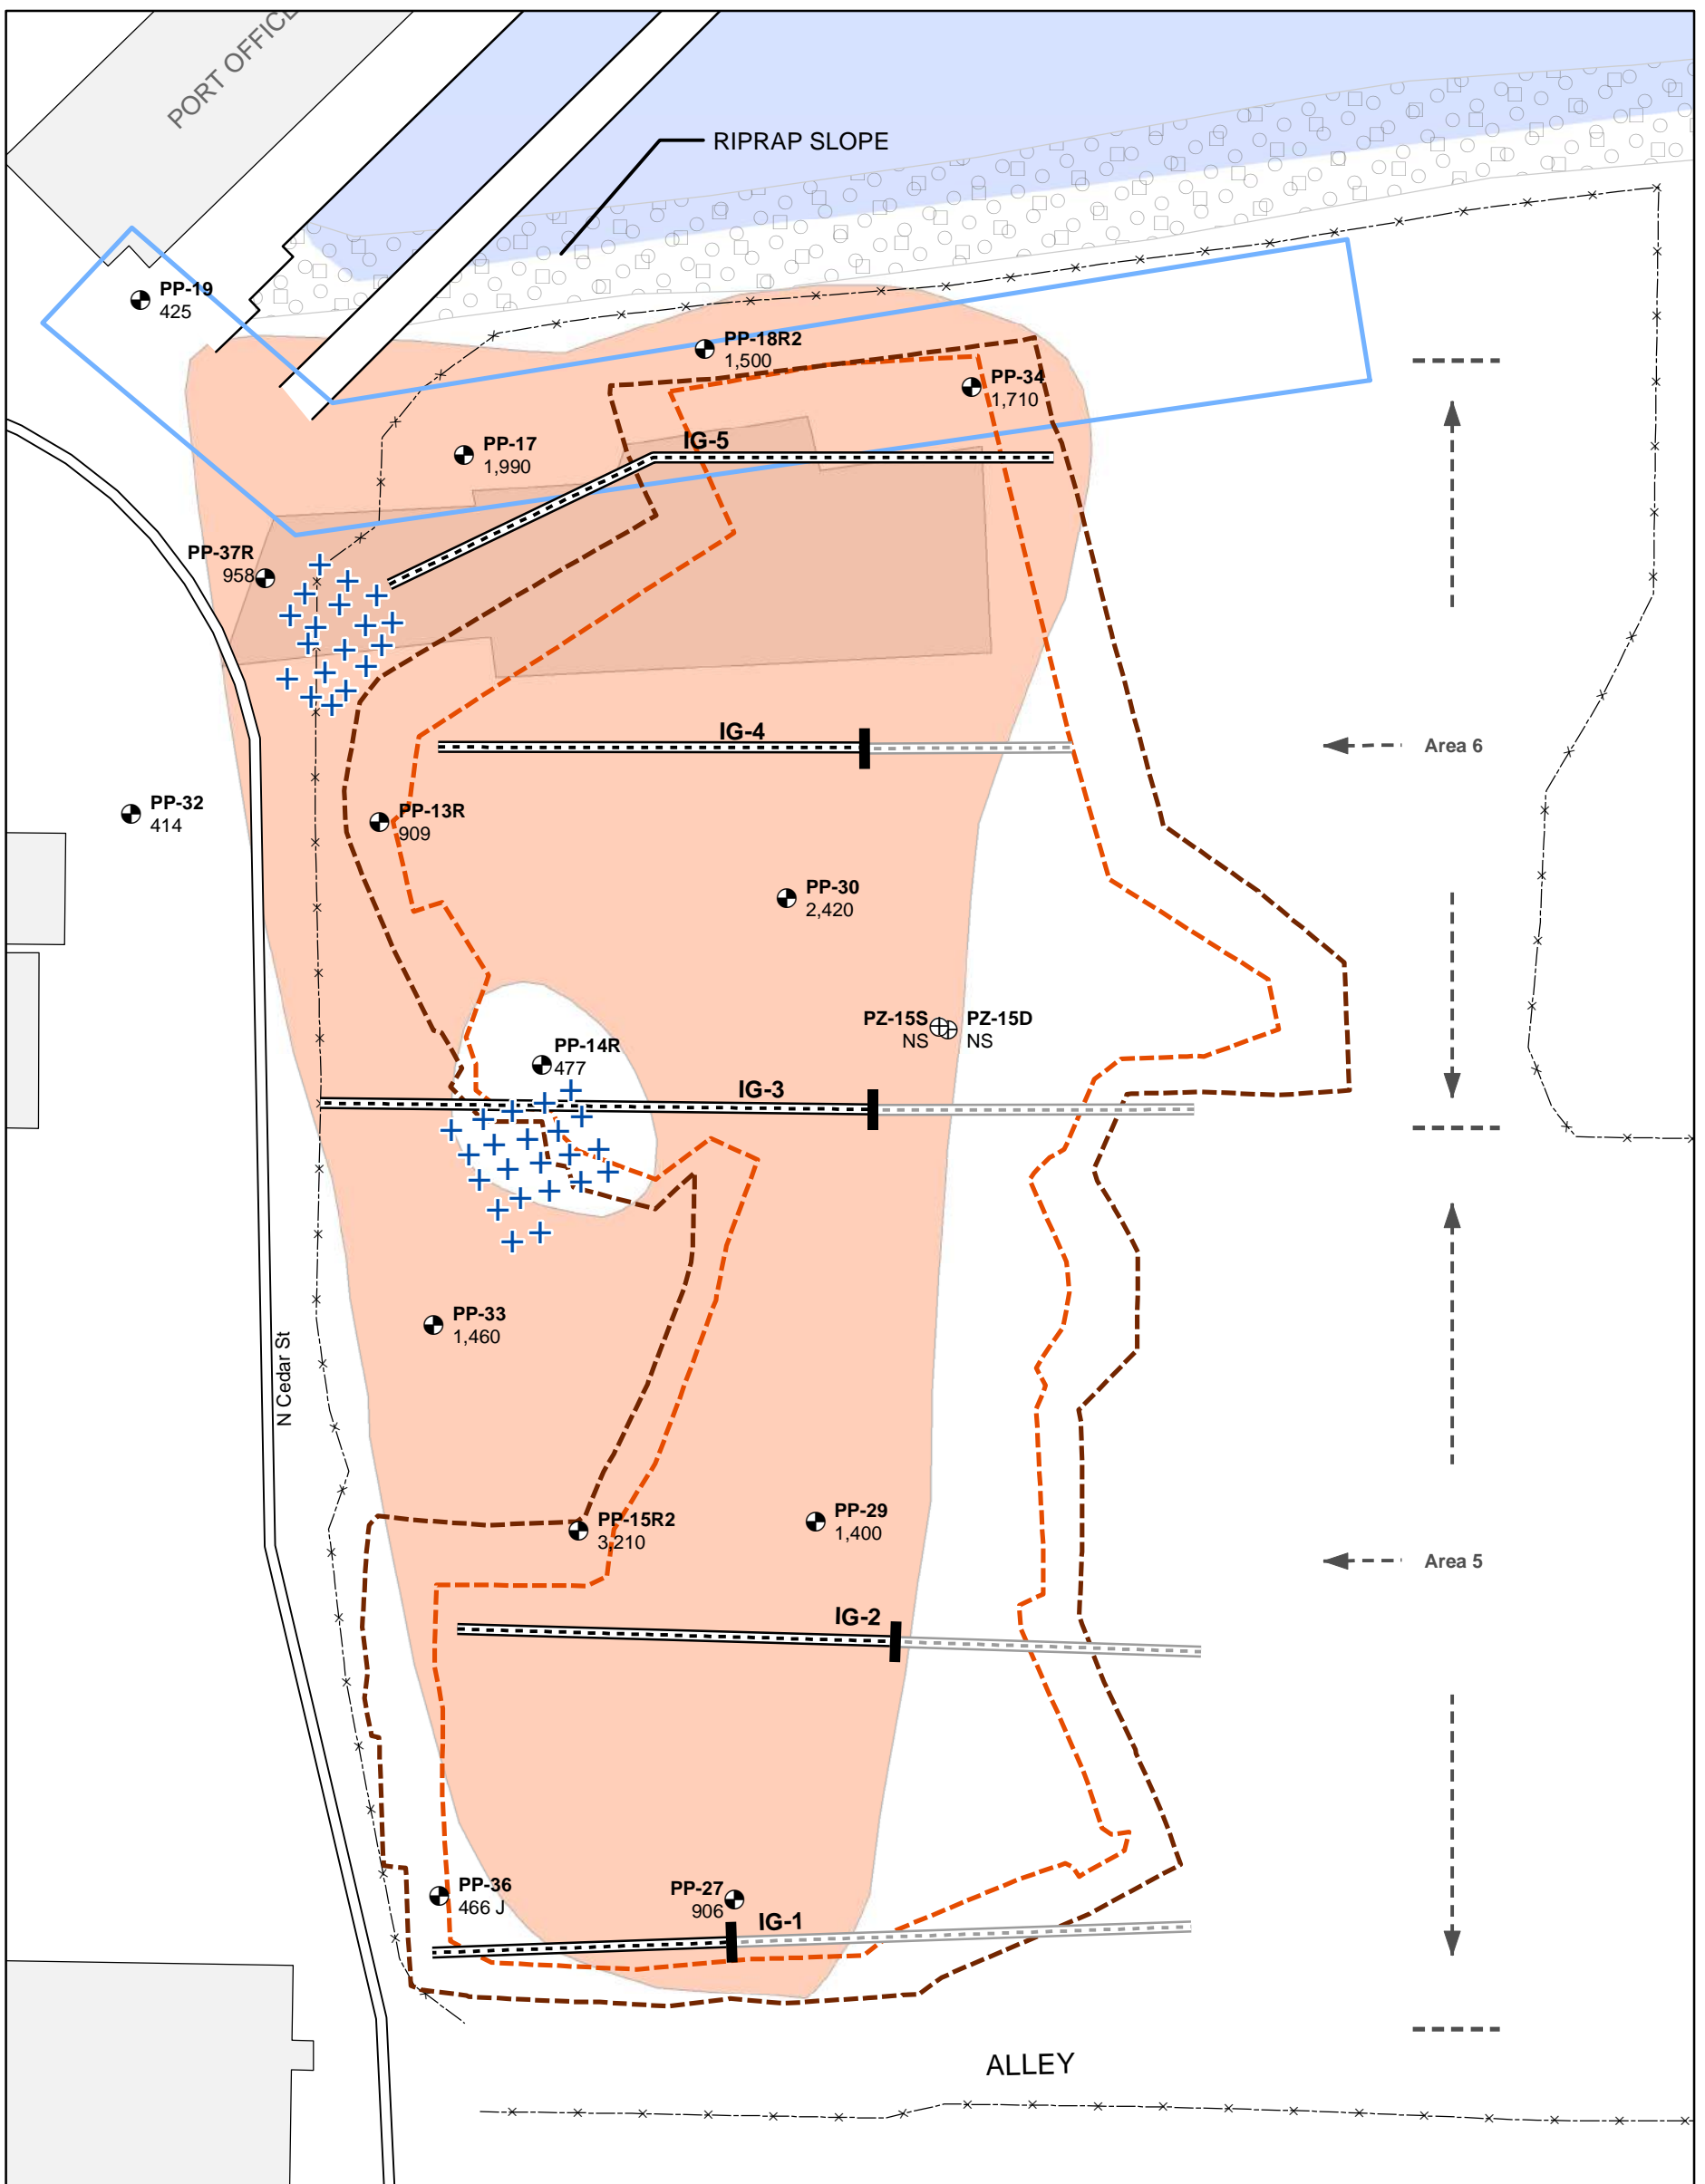 PORT OFFICE
RIPRAP SLOPE
PP-19
425
PP-18R2
1,500
PP-34
1,710
PP-17
1,990
IG-5
PP-37R
958
IG-4
Area 6
PP-32
414
PP-13R
909
PP-30
2,420
PZ-15S
NS
PZ-15D
NS
PP-14R
477
IG-3
PP-33
1,460
N Cedar St
PP-15R2
3,210
PP-29
1,400
Area 5
IG-2
PP-36
466 J
PP-27
906
IG-1
ALLEY